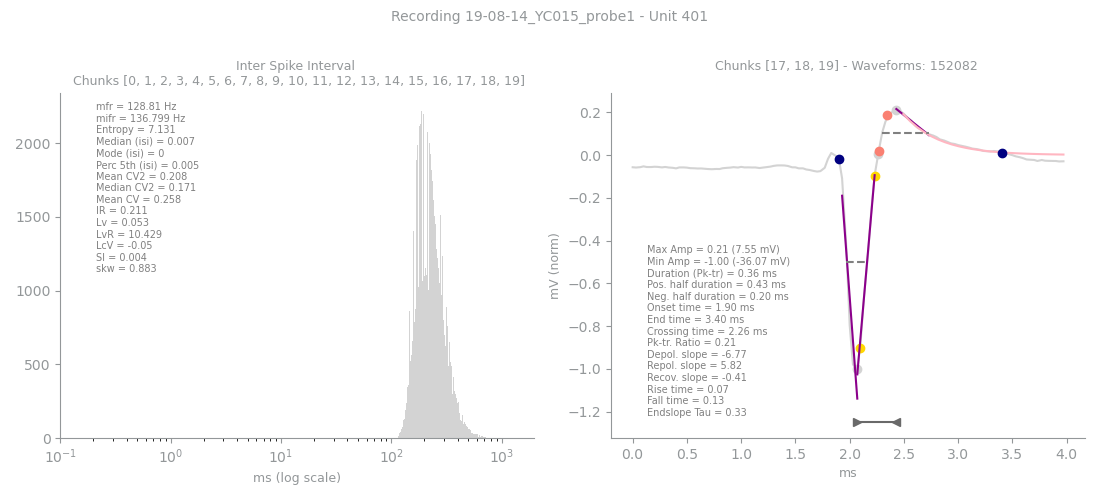 Recording 19-08-14_YC015_probe1 - Unit 401
Inter Spike Interval
Chunks [0, 1, 2, 3, 4, 5, 6, 7, 8, 9, 10, 11, 12, 13, 14, 15, 16, 17, 18, 19]
mfr = 128.81 Hz
mifr = 136.799 Hz
Entropy = 7.131
Median (isi) = 0.007
Mode (isi) = 0
Perc 5th (isi) = 0.005
Mean CV2 = 0.208
Median CV2 = 0.171
Mean CV = 0.258
IR = 0.211
Lv = 0.053
LvR = 10.429
LcV = -0.05
SI = 0.004
skw = 0.883
2000
1500
1000
500
0
10⁻¹ 10⁰ 10¹ 10² 10³
ms (log scale)
Chunks [17, 18, 19] - Waveforms: 152082
0.2
0.0
−0.2
−0.4
−0.6
−0.8
−1.0
−1.2
mV (norm)
Max Amp = 0.21 (7.55 mV)
Min Amp = -1.00 (-36.07 mV)
Duration (Pk-tr) = 0.36 ms
Pos. half duration = 0.43 ms
Neg. half duration = 0.20 ms
Onset time = 1.90 ms
End time = 3.40 ms
Crossing time = 2.26 ms
Pk-tr. Ratio = 0.21
Depol. slope = -6.77
Repol. slope = 5.82
Recov. slope = -0.41
Rise time = 0.07
Fall time = 0.13
Endslope Tau = 0.33
0.0 0.5 1.0 1.5 2.0 2.5 3.0 3.5 4.0
ms